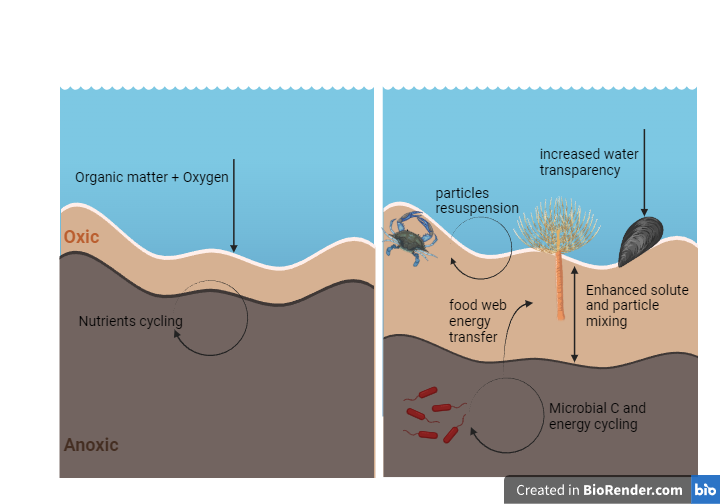 Organic matter + Oxygen
Oxic
Nutrients cycling
Anoxic
increased water
transparency
particles
resuspension
Enhanced solute
and particle
mixing
food web
energy
transfer
Microbial C and
energy cycling
Created in BioRender.com bio